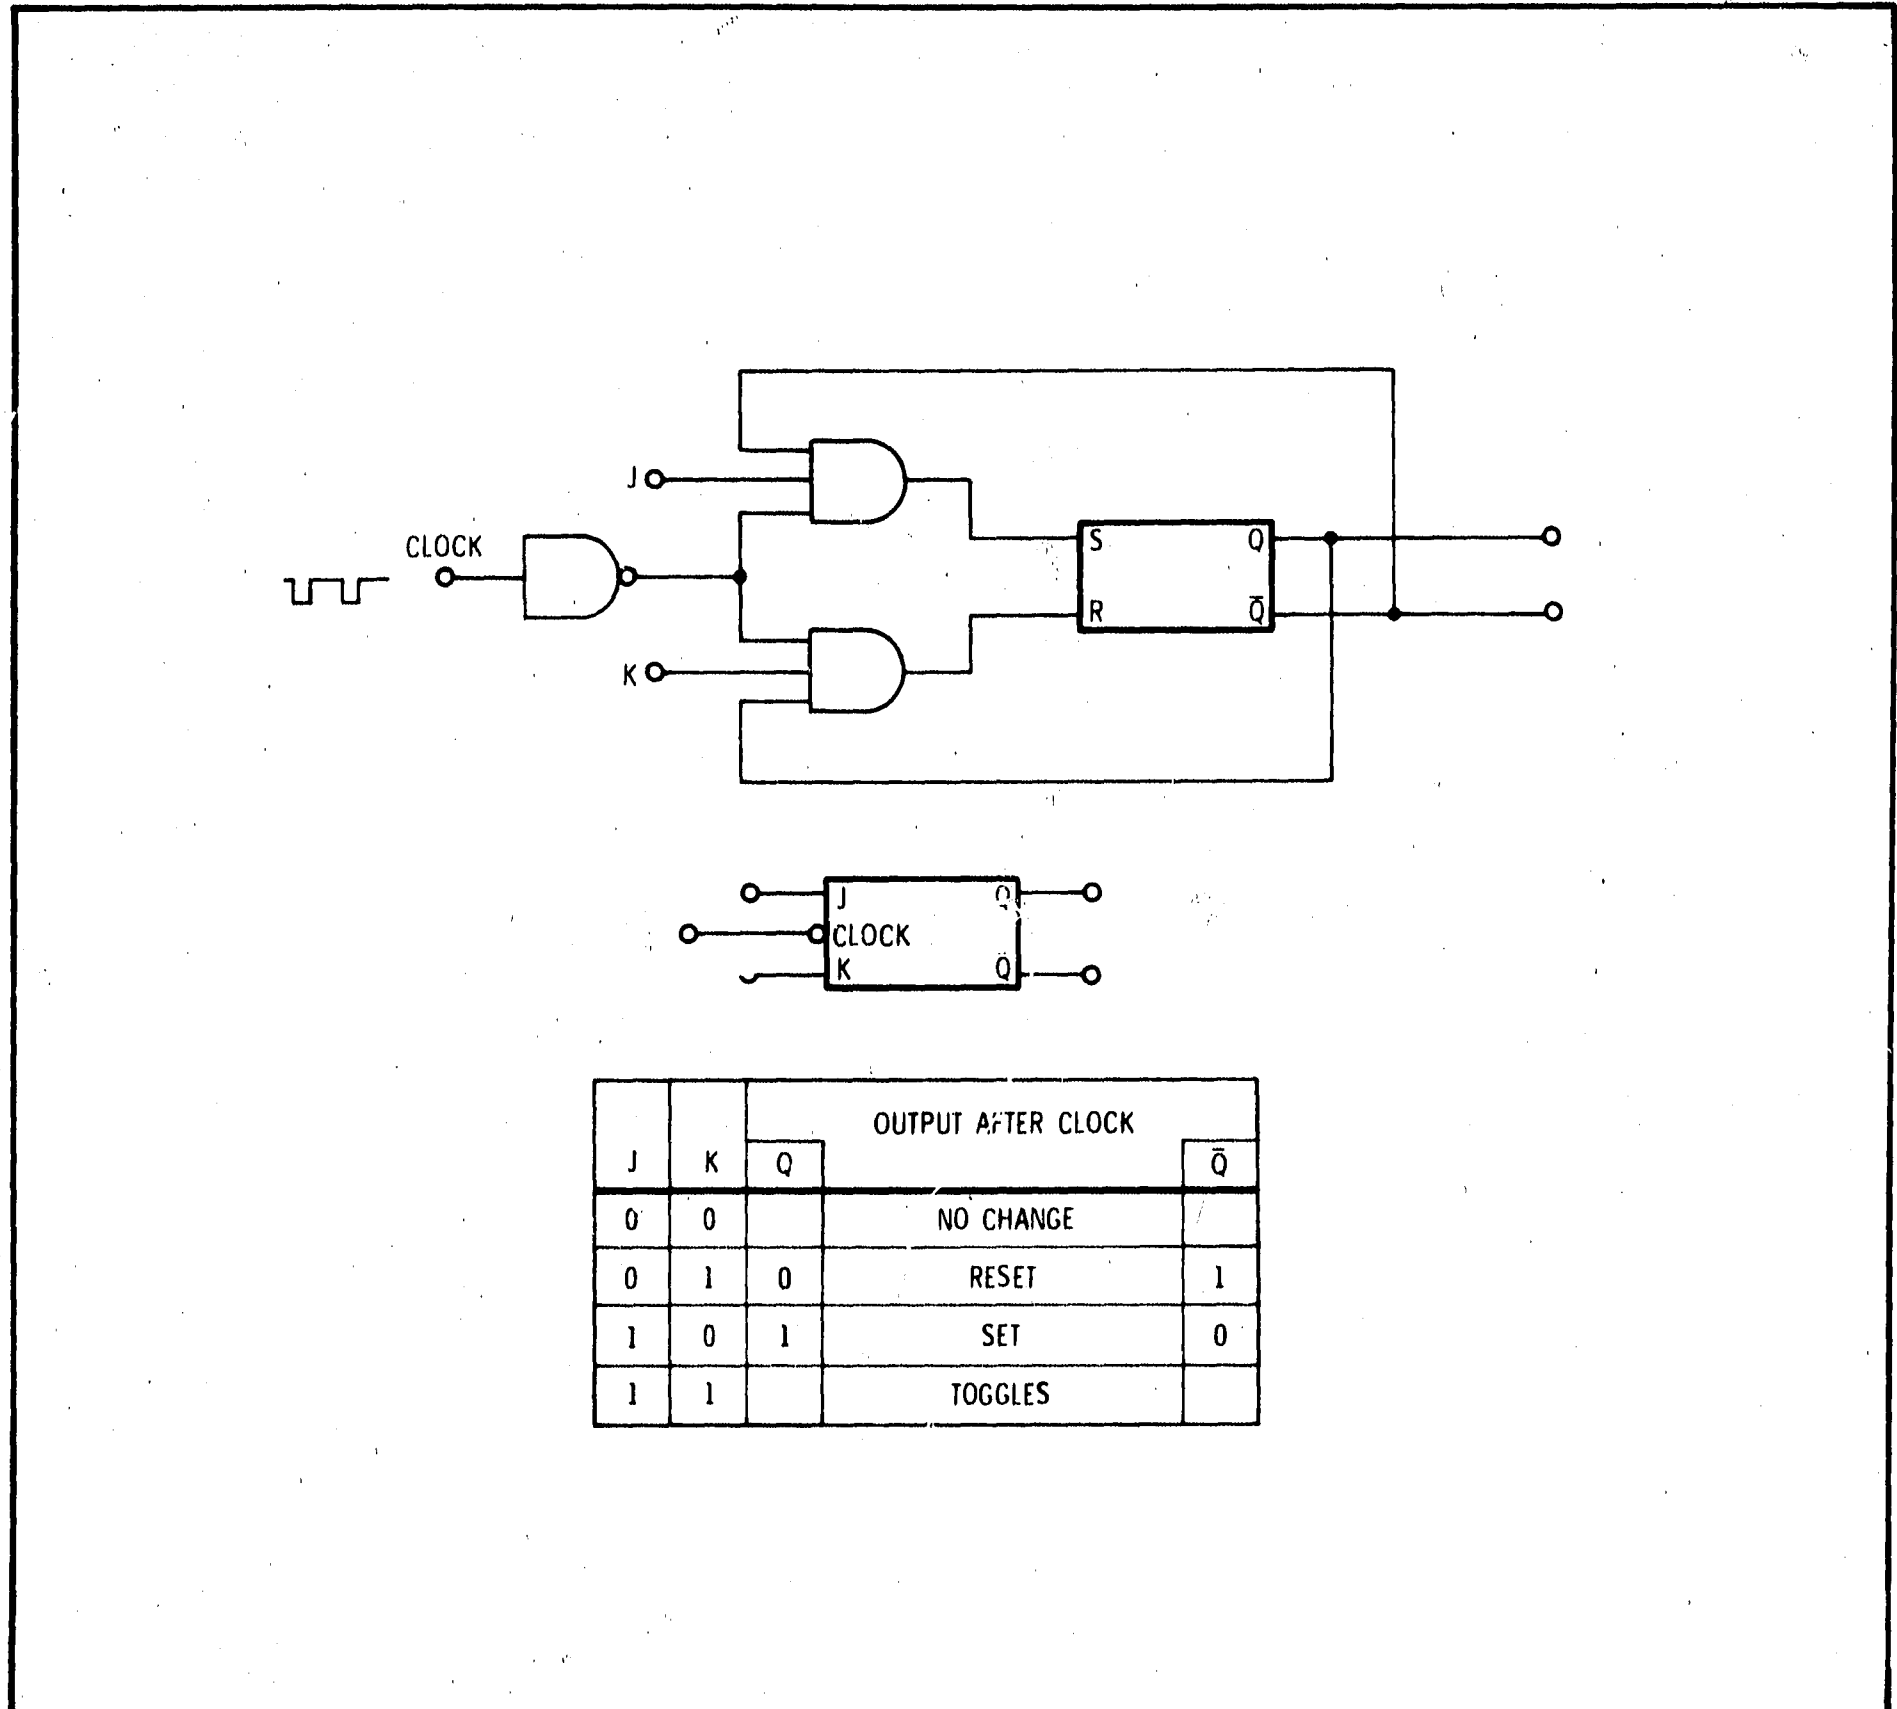 J
CLOCK
K
S Q
R Q̄
J Q
CLOCK
K Q̄
OUTPUT AFTER CLOCK
J K Q Q̄
0 0 NO CHANGE
0 1 0 RESET 1
1 0 1 SET 0
1 1 TOGGLES